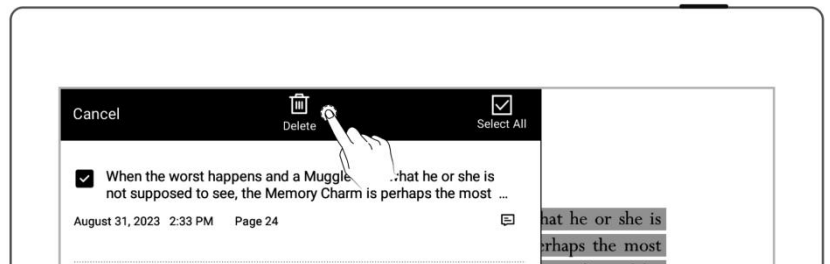 Cancel
Delete
Select All
When the worst happens and a Muggle hat he or she is
not supposed to see, the Memory Charm is perhaps the most ...
August 31, 2023 2:33 PM Page 24
hat he or she is
erhaps the most